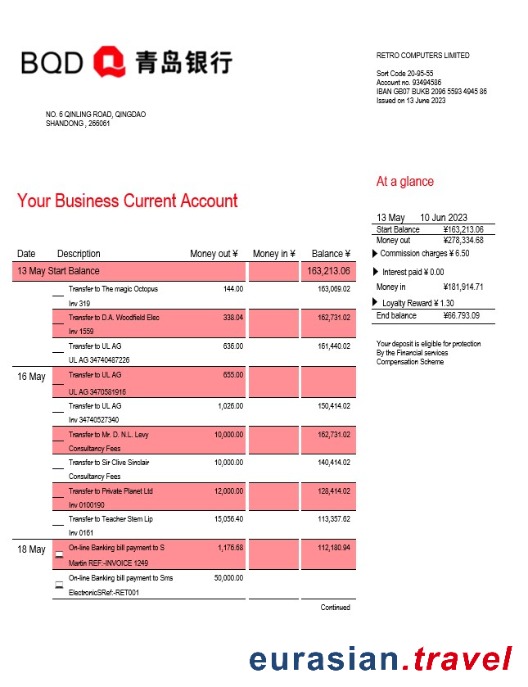 BQD 青岛银行
RETRO COMPUTERS LIMITED
Sort Code 20-95-55
Account no. 93494586
IBAN GB07 BUKB 2096 5593 4945 86
Issued on 13 June 2023
NO. 6 QINLING ROAD, QINGDAO
SHANDONG , 266061
At a glance
13 May 10 Jun 2023
Start Balance ¥163,213.06
Money out ¥278,334.68
Commission charges ¥ 6.50
Interest paid ¥ 0.00
Money in ¥181,914.71
Loyalty Reward ¥ 1.30
End balance ¥66,793.09
Your deposit is eligible for protection
By the Financial services
Compensation Scheme
Your Business Current Account
Date Description Money out ¥ Money in ¥ Balance ¥
13 May Start Balance 163,213.06
Transfer to The magic Octopus 144.00 163,069.02
Inv 319
Transfer to D.A. Woodfield Elec 338.04 162,731.02
Inv 1559
Transfer to UL AG 636.00 161,440.02
UL AG 34740487226
16 May Transfer to UL AG 655.00
UL AG 3470581916
Transfer to UL AG 1,026.00 150,414.02
Inv 34740527340
Transfer to Mr. D. N.L. Levy 10,000.00 162,731.02
Consultancy Fees
Transfer to Sir Clive Sinclair 10,000.00 140,414.02
Consultancy Fees
Transfer to Private Planet Ltd 12,000.00 128,414.02
Inv 0100190
Transfer to Teacher Stem Lip 15,056.40 113,357.62
Inv 0161
18 May On-line Banking bill payment to S 1,176.68 112,180.94
Martin REF:-INVOICE 1249
On-line Banking bill payment to Sms 50,000.00
ElectronicSRef:-RET001
Continued
eurasian.travel